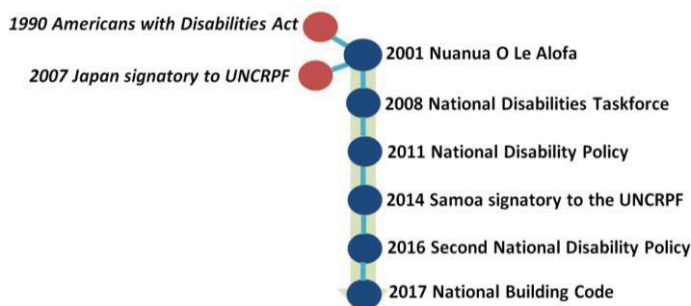 1990 Americans with Disabilities Act
2007 Japan signatory to UNCRPF
2001 Nuanua O Le Alofa
2008 National Disabilities Taskforce
2011 National Disability Policy
2014 Samoa signatory to the UNCRPF
2016 Second National Disability Policy
2017 National Building Code